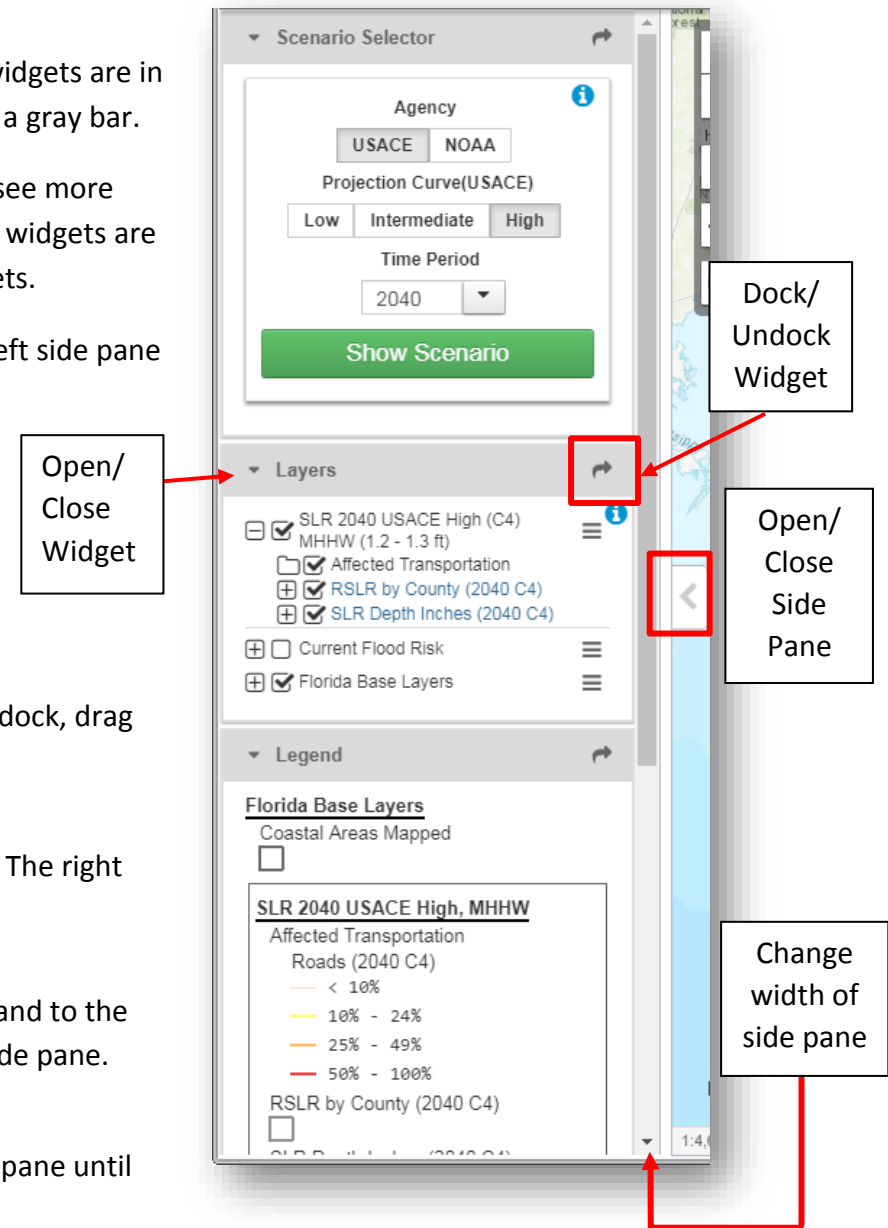 widgets are in
a gray bar.
see more
widgets are
ets.
eft side pane
dock, drag
The right
and to the
de pane.
pane until
Open/
Close
Widget
Scenario Selector
Agency
USACE NOAA
Projection Curve(USACE)
Low Intermediate High
Time Period
2040
Show Scenario
Layers
SLR 2040 USACE High (C4)
MHHW (1.2 - 1.3 ft)
Affected Transportation
RSLR by County (2040 C4)
SLR Depth Inches (2040 C4)
Current Flood Risk
Florida Base Layers
Legend
Florida Base Layers
Coastal Areas Mapped
SLR 2040 USACE High, MHHW
Affected Transportation
Roads (2040 C4)
< 10%
10% - 24%
25% - 49%
50% - 100%
RSLR by County (2040 C4)
Dock/
Undock
Widget
Open/
Close
Side
Pane
Change
width of
side pane